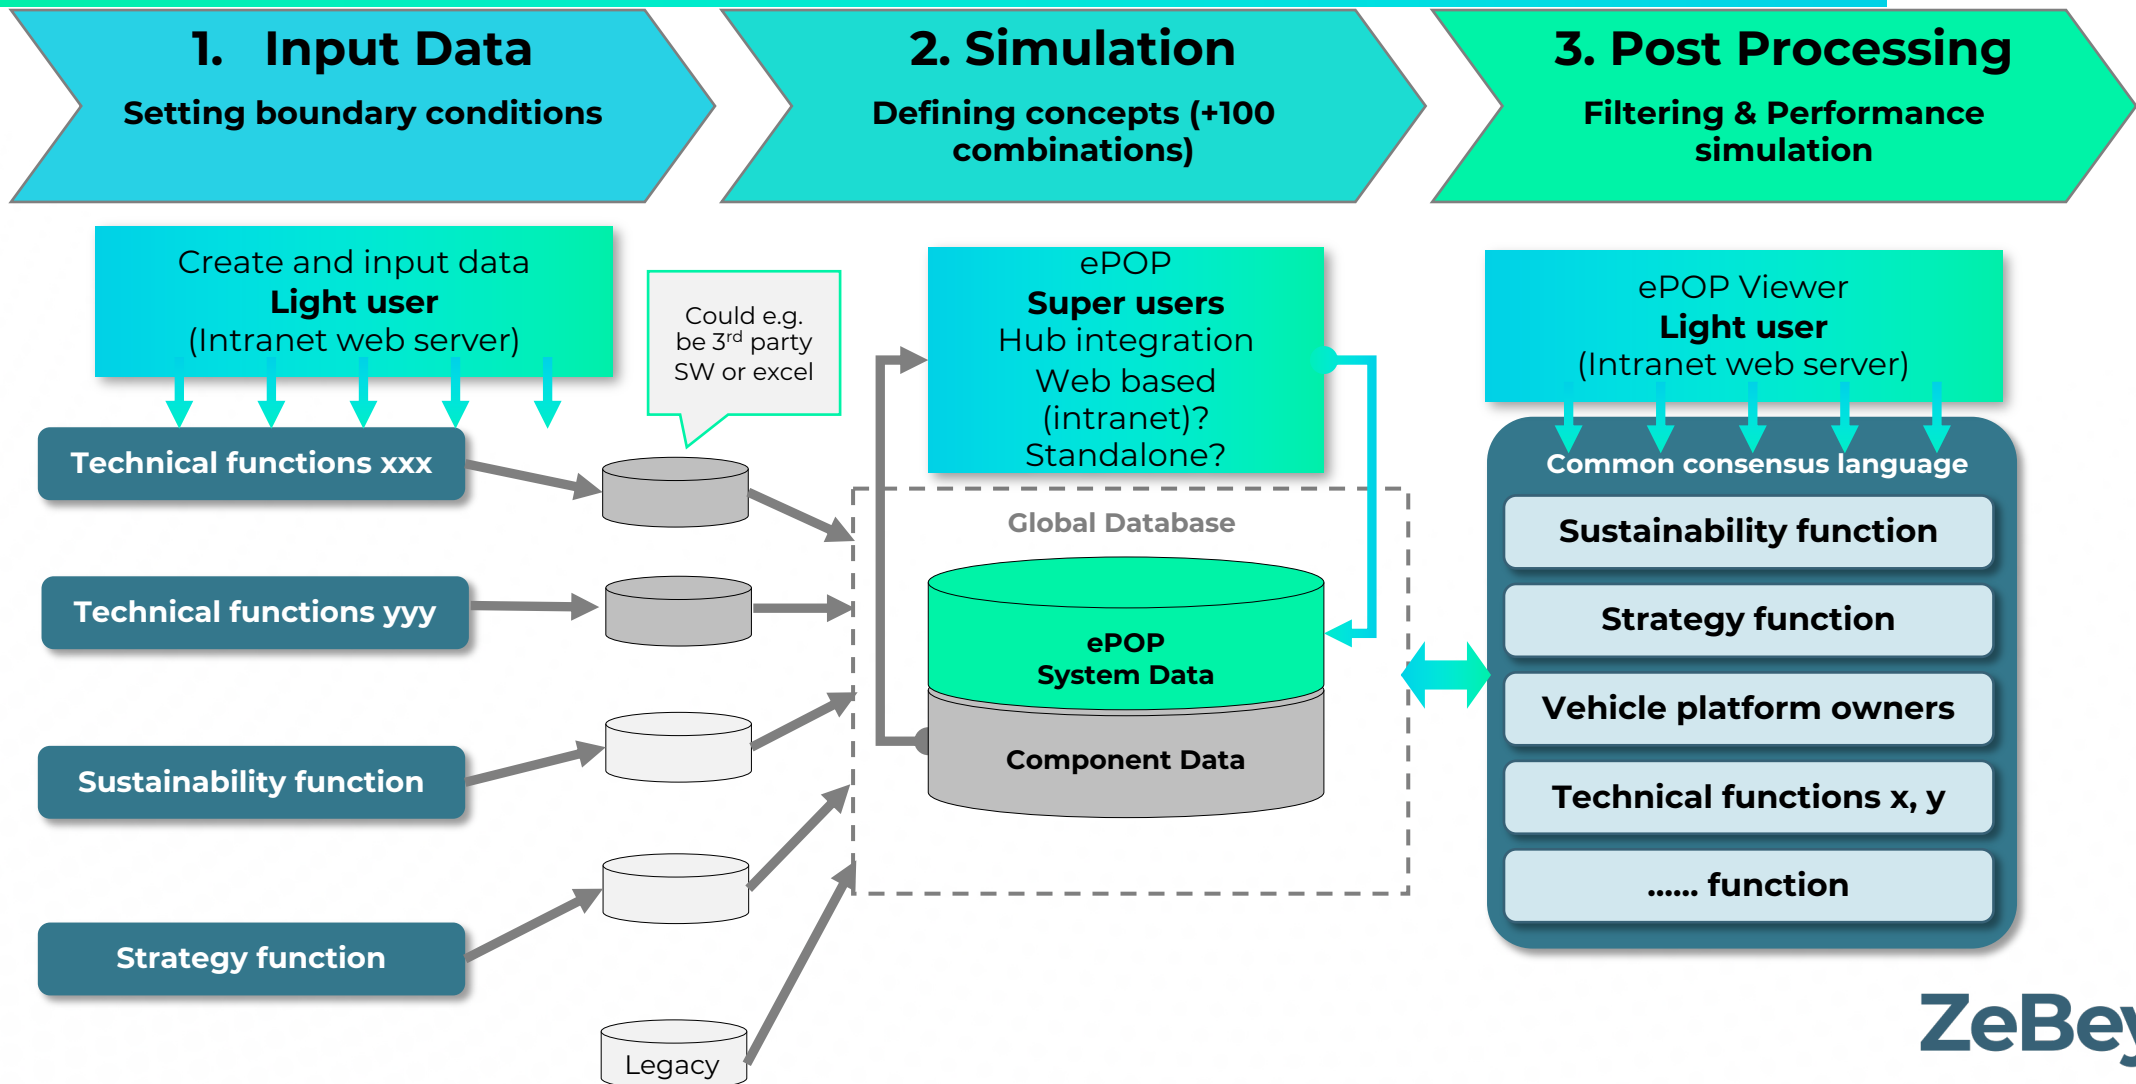 1. Input Data
Setting boundary conditions
2. Simulation
Defining concepts (+100
combinations)
3. Post Processing
Filtering & Performance
simulation
Create and input data
Light user
(Intranet web server)
Could e.g.
be 3rd party
SW or excel
ePOP
Super users
Hub integration
Web based
(intranet)?
Standalone?
ePOP Viewer
Light user
(Intranet web server)
Technical functions xxx
Technical functions yyy
Sustainability function
Strategy function
Legacy
Global Database
ePOP
System Data
Component Data
Common consensus language
Sustainability function
Strategy function
Vehicle platform owners
Technical functions x, y
...... function
ZeBey